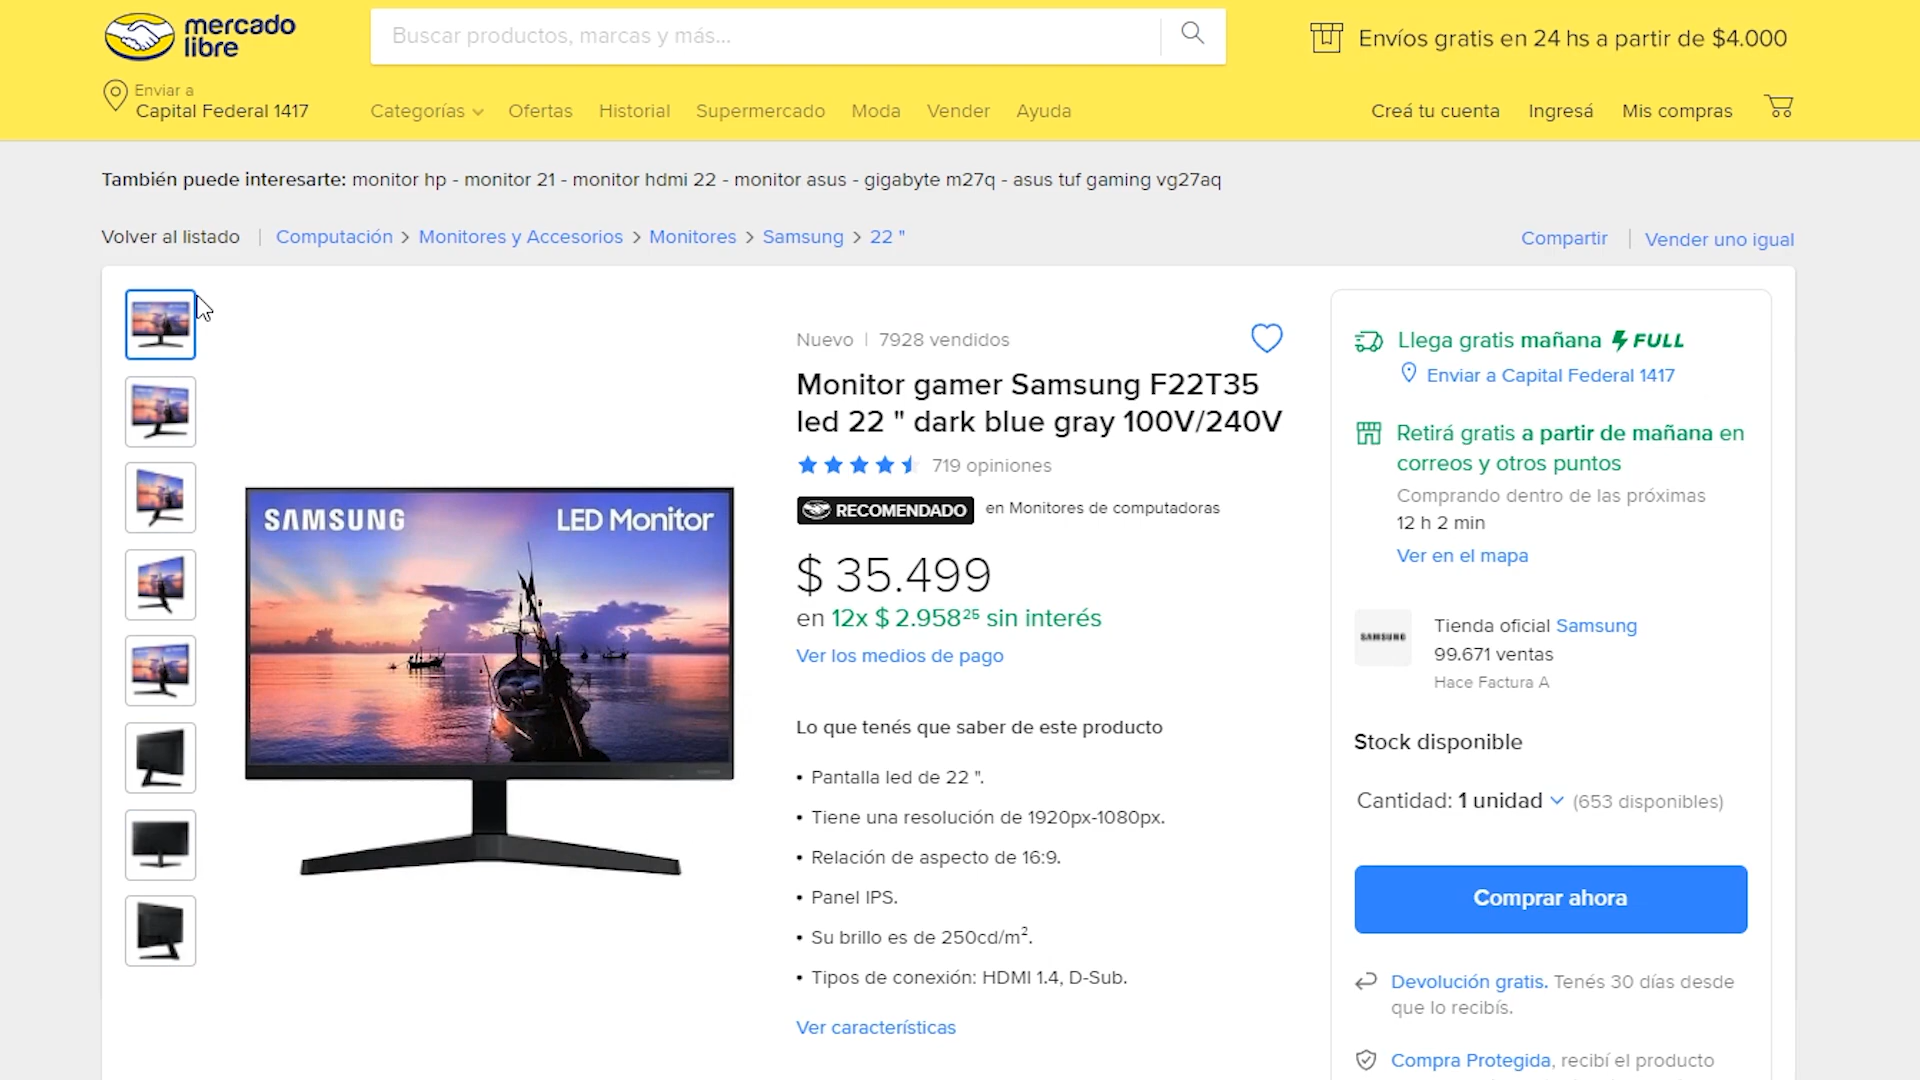 mercado
libre
Buscar productos, marcas y más...
Envíos gratis en 24 hs a partir de $4.000
Enviar a
Capital Federal 1417
Categorías
Ofertas
Historial
Supermercado
Moda
Vender
Ayuda
Creá tu cuenta
Ingresá
Mis compras
También puede interesarte: monitor hp - monitor 21 - monitor hdmi 22 - monitor asus - gigabyte m27q - asus tuf gaming vg27aq
Volver al listado
Computación > Monitores y Accesorios > Monitores > Samsung > 22 "
Compartir
Vender uno igual
SAMSUNG
LED Monitor
Nuevo | 7928 vendidos
Monitor gamer Samsung F22T35
led 22 " dark blue gray 100V/240V
719 opiniones
RECOMENDADO en Monitores de computadoras
$ 35.499
en 12x $ 2.958²⁵ sin interés
Ver los medios de pago
Lo que tenés que saber de este producto
• Pantalla led de 22 ".
• Tiene una resolución de 1920px-1080px.
• Relación de aspecto de 16:9.
• Panel IPS.
• Su brillo es de 250cd/m².
• Tipos de conexión: HDMI 1.4, D-Sub.
Ver características
Llega gratis mañana FULL
Enviar a Capital Federal 1417
Retirá gratis a partir de mañana en
correos y otros puntos
Comprando dentro de las próximas
12 h 2 min
Ver en el mapa
SAMSUNG
Tienda oficial Samsung
99.671 ventas
Hace Factura A
Stock disponible
Cantidad: 1 unidad (653 disponibles)
Comprar ahora
Devolución gratis. Tenés 30 días desde
que lo recibís.
Compra Protegida, recibí el producto